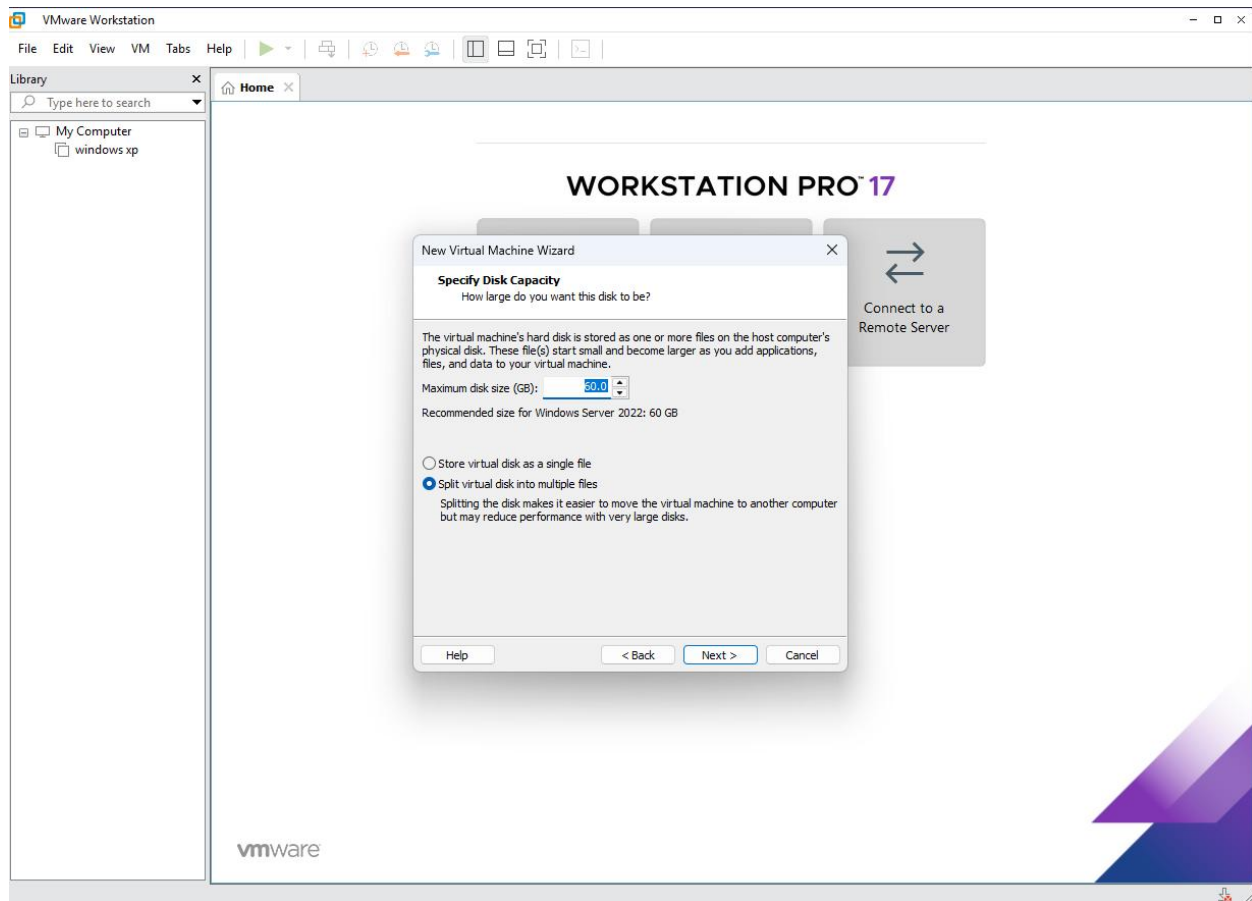 VMware Workstation
File Edit View VM Tabs Help
Library
Home
Type here to search
My Computer
windows xp
WORKSTATION PRO™ 17
Connect to a
Remote Server
New Virtual Machine Wizard
Specify Disk Capacity
How large do you want this disk to be?
The virtual machine's hard disk is stored as one or more files on the host computer's
physical disk. These file(s) start small and become larger as you add applications,
files, and data to your virtual machine.
Maximum disk size (GB): 60.0
Recommended size for Windows Server 2022: 60 GB
Store virtual disk as a single file
Split virtual disk into multiple files
Splitting the disk makes it easier to move the virtual machine to another computer
but may reduce performance with very large disks.
Help < Back Next > Cancel
vmware